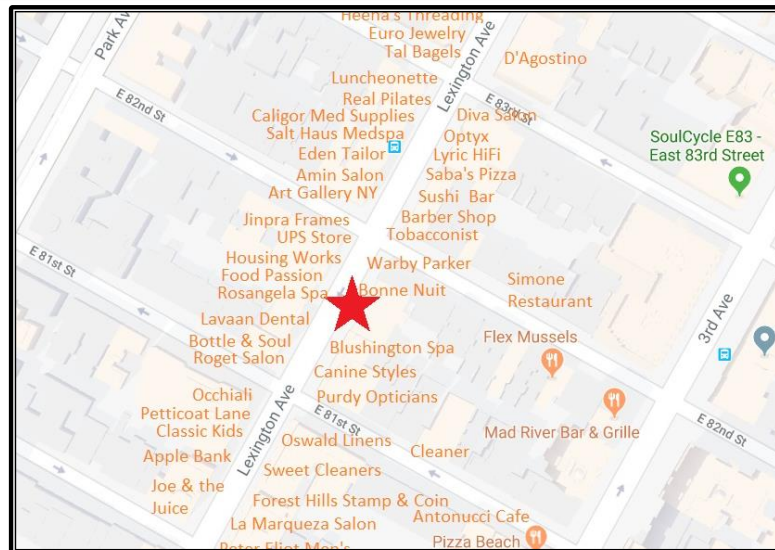 Heena's Threading
Euro Jewelry
Tal Bagels
D'Agostino
Park Ave
Lexington Ave
Luncheonette
Real Pilates
E 82nd St
E 83rd St
Caligor Med Supplies
Diva Salon
Salt Haus Medspa
Optyx
SoulCycle E83 -
East 83rd Street
Eden Tailor
Lyric HiFi
Amin Salon
Saba's Pizza
Art Gallery NY
Sushi Bar
Jinpra Frames
Barber Shop
UPS Store
Tobacconist
E 81st St
Housing Works
Warby Parker
Food Passion
Rosangela Spa
Bonne Nuit
Simone
Restaurant
3rd Ave
Lavaan Dental
Bottle & Soul
Roget Salon
Blushington Spa
Flex Mussels
Canine Styles
Occhiali
Purdy Opticians
Petticoat Lane
Classic Kids
E 81st St
Mad River Bar & Grille
E 82nd St
Lexington Ave
Oswald Linens
Cleaner
Apple Bank
Sweet Cleaners
Joe & the
Juice
Forest Hills Stamp & Coin
La Marqueza Salon
Antonucci Cafe
Pizza Beach
Peter Eliot Men's